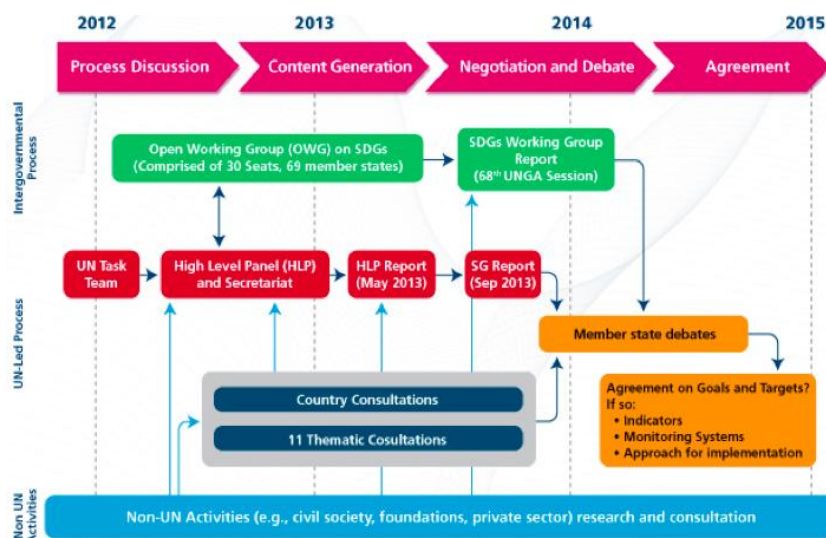 2012
2013
2014
2015
Process Discussion
Content Generation
Negotiation and Debate
Agreement
Intergovernmental
Process
Open Working Group (OWG) on SDGs
(Comprised of 30 Seats, 69 member states)
SDGs Working Group
Report
(68th UNGA Session)
UN-Led Process
UN Task
Team
High Level Panel (HLP)
and Secretariat
HLP Report
(May 2013)
SG Report
(Sep 2013)
Member state debates
Country Consultations
11 Thematic Cosultations
Agreement on Goals and Targets?
If so:
• Indicators
• Monitoring Systems
• Approach for implementation
Non UN
Activities
Non-UN Activities (e.g., civil society, foundations, private sector) research and consultation